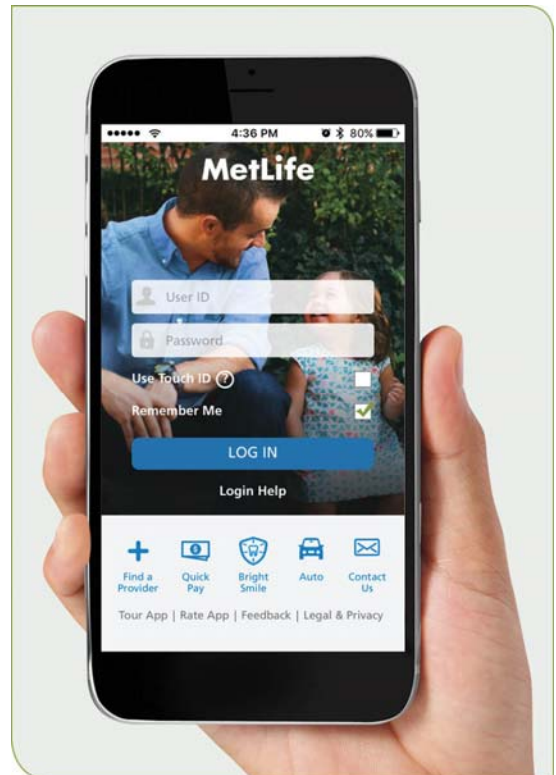 4:36 PM 80%
MetLife
User ID
Password
Use Touch ID ?
Remember Me
LOG IN
Login Help
Find a Provider
Quick Pay
Bright Smile
Auto
Contact Us
Tour App | Rate App | Feedback | Legal & Privacy